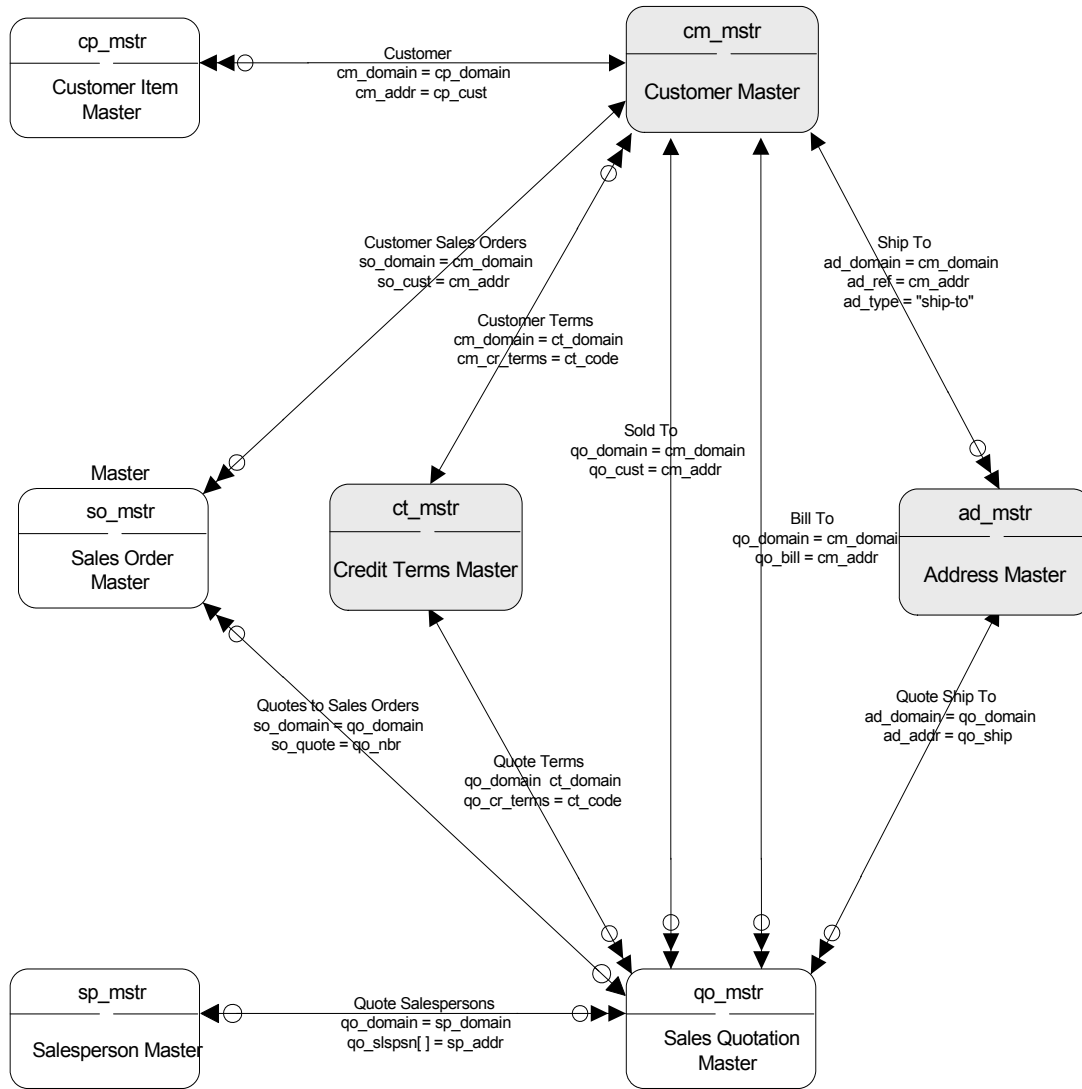 cp_mstr
Customer Item
Master
Customer
cm_domain = cp_domain
cm_addr = cp_cust
cm_mstr
Customer Master
Customer Sales Orders
so_domain = cm_domain
so_cust = cm_addr
Ship To
ad_domain = cm_domain
ad_ref = cm_addr
ad_type = "ship-to"
Customer Terms
cm_domain = ct_domain
cm_cr_terms = ct_code
Sold To
qo_domain = cm_domain
qo_cust = cm_addr
Master
so_mstr
Sales Order
Master
ct_mstr
Credit Terms Master
Bill To
qo_domain = cm_domai
qo_bill = cm_addr
ad_mstr
Address Master
Quotes to Sales Orders
so_domain = qo_domain
so_quote = qo_nbr
Quote Ship To
ad_domain = qo_domain
ad_addr = qo_ship
Quote Terms
qo_domain  ct_domain
qo_cr_terms = ct_code
sp_mstr
Salesperson Master
Quote Salespersons
qo_domain = sp_domain
qo_slspsn[ ] = sp_addr
qo_mstr
Sales Quotation
Master